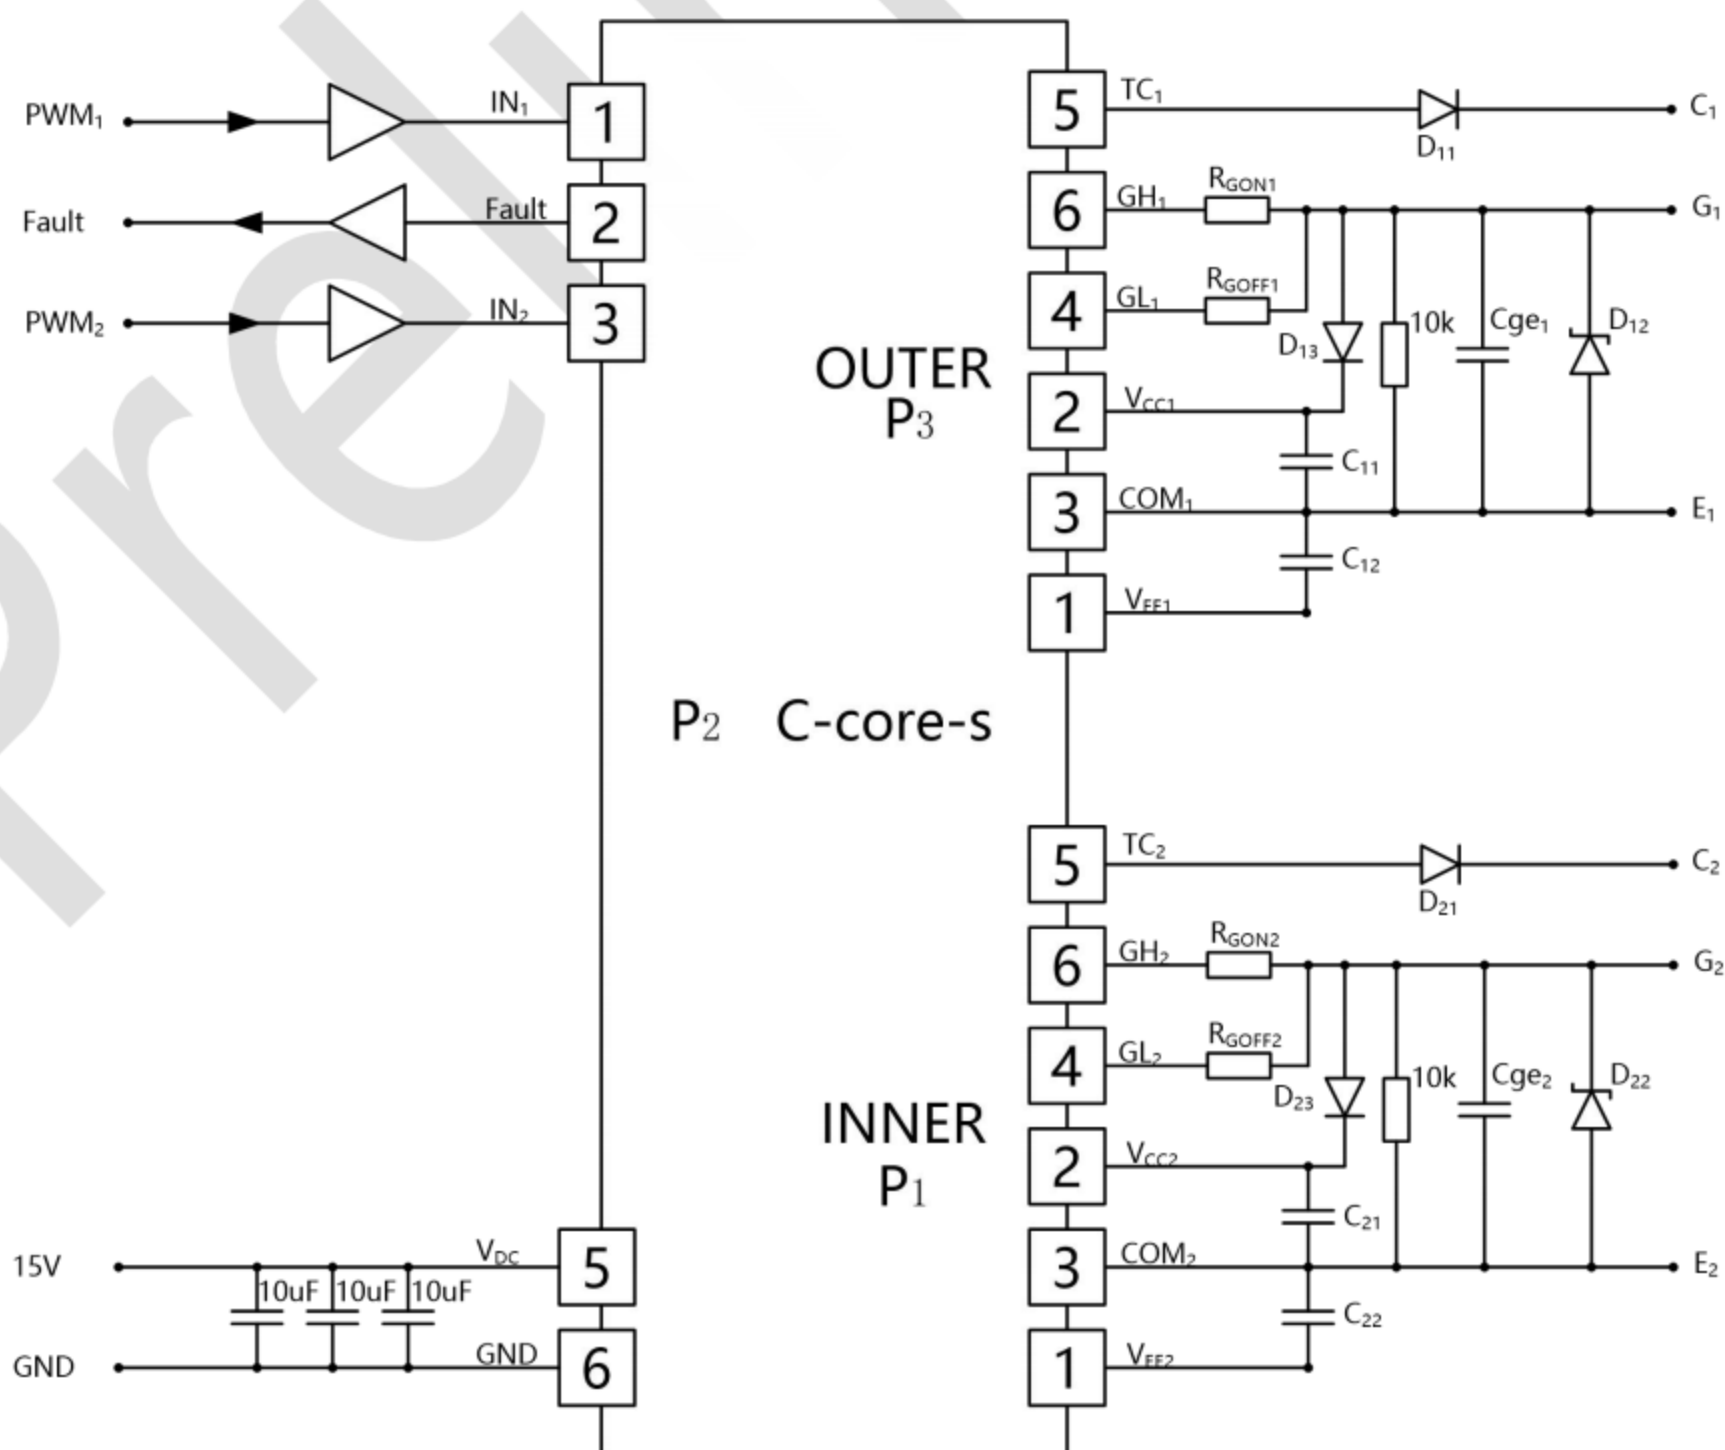 PWM₁
IN₁
1
Fault
Fault
2
PWM₂
IN₂
3
OUTER
P3
5
TC₁
D₁₁
C₁
6
GH₁
R_GON1
G₁
4
GL₁
R_GOFF1
D₁₃
10k
Cge₁
D₁₂
2
V_CC1
C₁₁
3
COM₁
E₁
C₁₂
1
V_EE1
P2 C-core-s
5
TC₂
D₂₁
C₂
6
GH₂
R_GON2
G₂
4
GL₂
R_GOFF2
D₂₃
10k
Cge₂
D₂₂
INNER
P1
2
V_CC2
C₂₁
3
COM₂
E₂
C₂₂
1
V_EE2
15V
V_DC
5
10uF 10uF 10uF
GND
GND
6